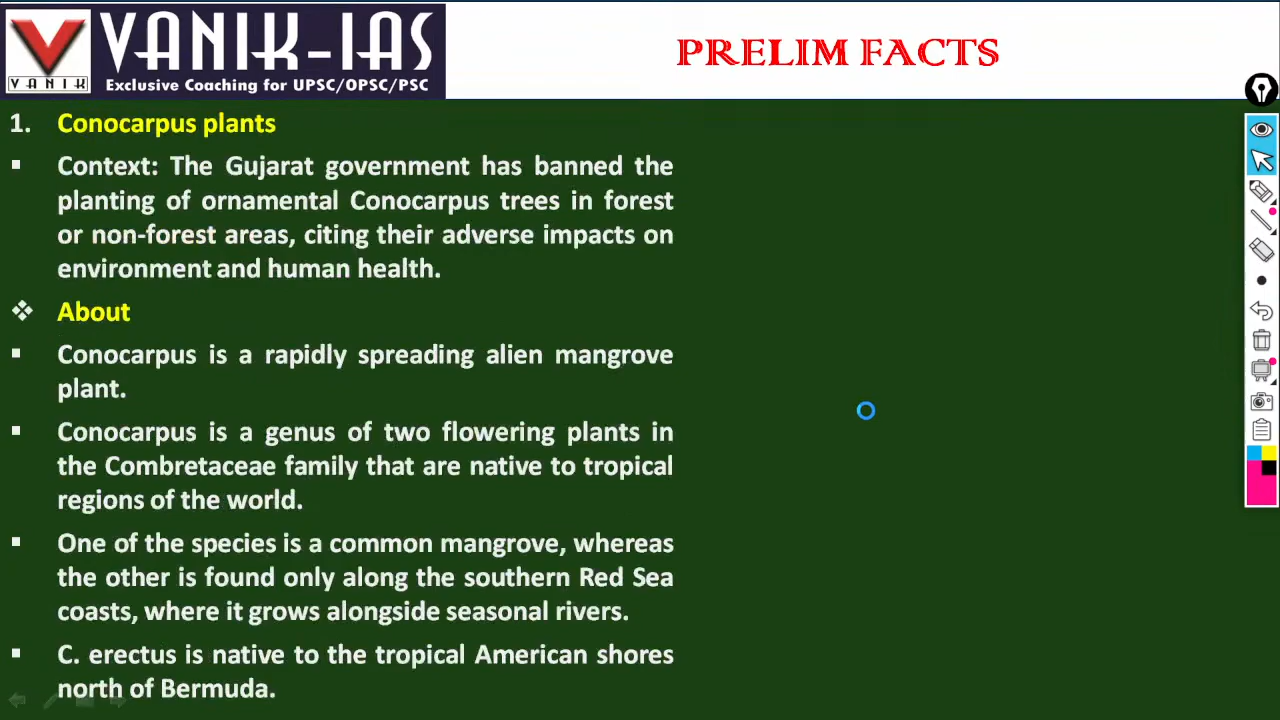 VANIK-IAS
VANIK
Exclusive Coaching for UPSC/OPSC/PSC
PRELIM FACTS
1. Conocarpus plants
▪ Context: The Gujarat government has banned the
planting of ornamental Conocarpus trees in forest
or non-forest areas, citing their adverse impacts on
environment and human health.
❖ About
▪ Conocarpus is a rapidly spreading alien mangrove
plant.
▪ Conocarpus is a genus of two flowering plants in
the Combretaceae family that are native to tropical
regions of the world.
▪ One of the species is a common mangrove, whereas
the other is found only along the southern Red Sea
coasts, where it grows alongside seasonal rivers.
▪ C. erectus is native to the tropical American shores
north of Bermuda.